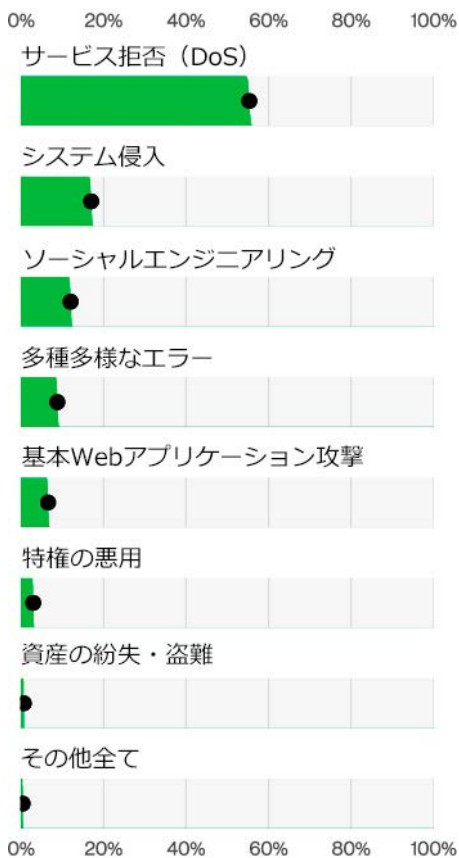 0% 20% 40% 60% 80% 100%
サービス拒否（DoS）
システム侵入
ソーシャルエンジニアリング
多種多様なエラー
基本Webアプリケーション攻撃
特権の悪用
資産の紛失・盗難
その他全て
0% 20% 40% 60% 80% 100%